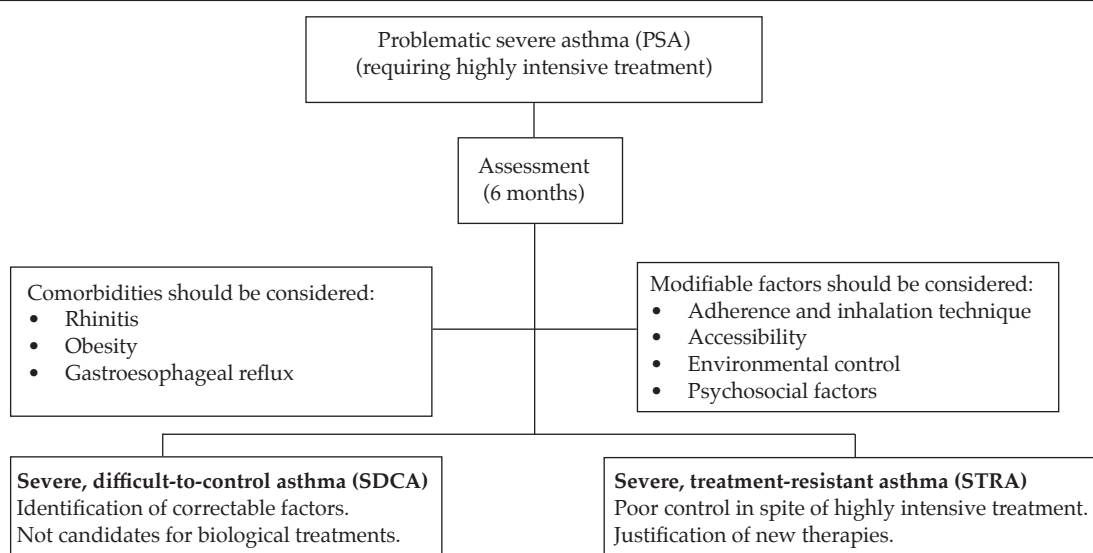 Problematic severe asthma (PSA)
(requiring highly intensive treatment)
Assessment
(6 months)
Comorbidities should be considered:
• Rhinitis
• Obesity
• Gastroesophageal reflux
Modifiable factors should be considered:
• Adherence and inhalation technique
• Accessibility
• Environmental control
• Psychosocial factors
Severe, difficult-to-control asthma (SDCA)
Identification of correctable factors.
Not candidates for biological treatments.
Severe, treatment-resistant asthma (STRA)
Poor control in spite of highly intensive treatment.
Justification of new therapies.